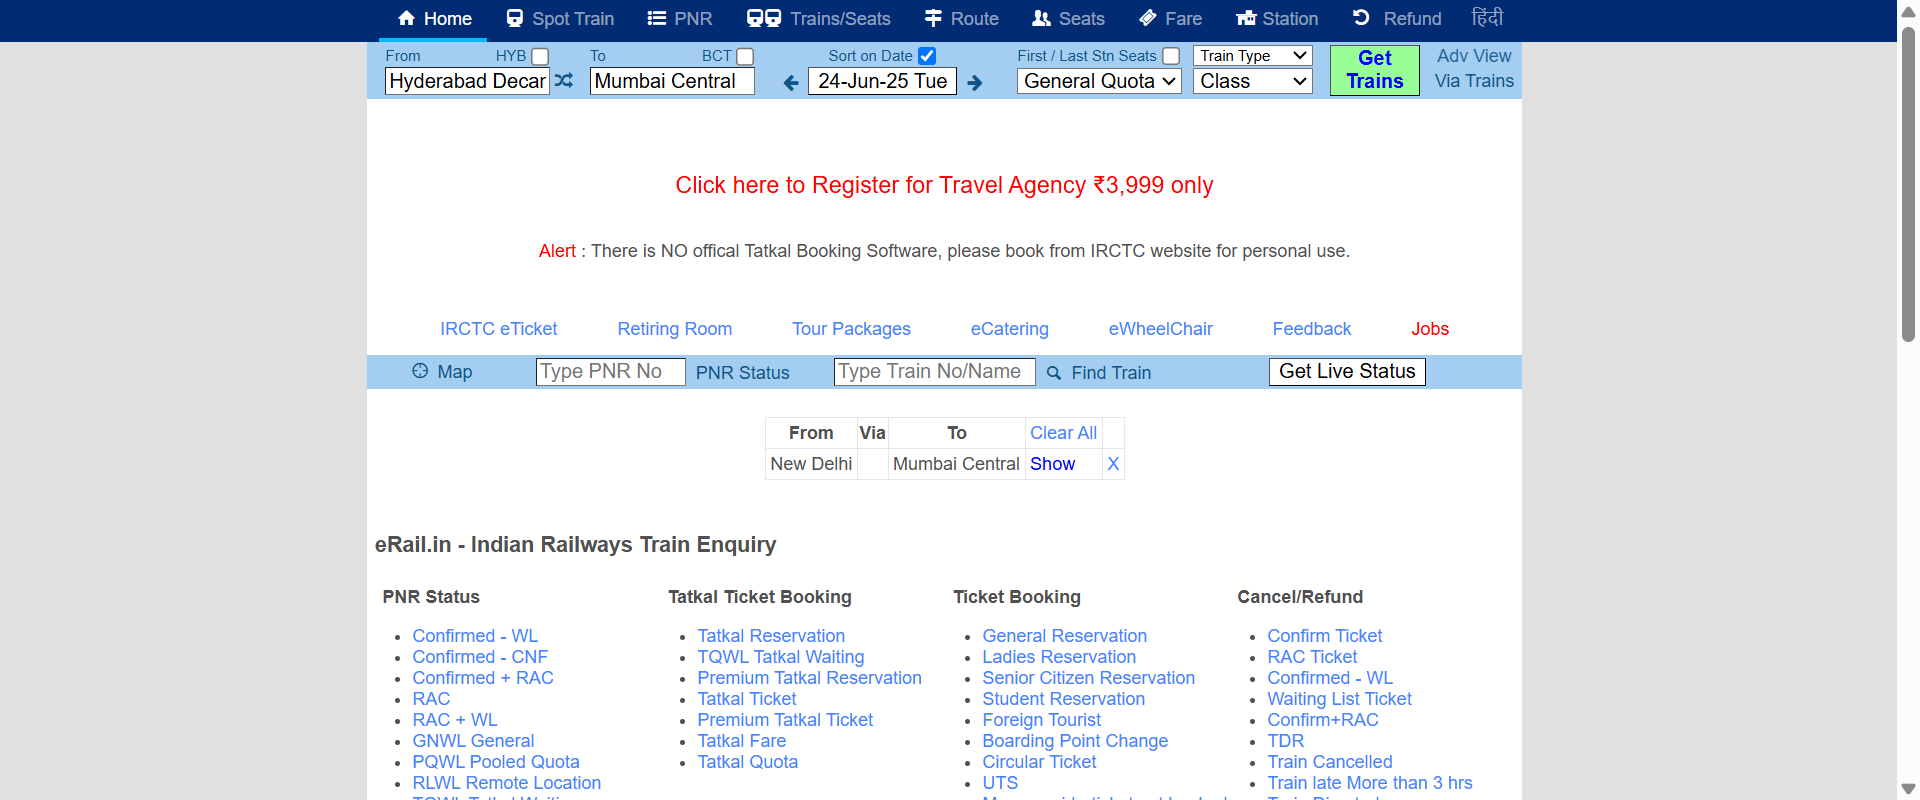 Home Spot Train PNR Trains/Seats Route Seats Fare Station Refund हिंदी
From HYB To BCT Sort on Date First / Last Stn Seats Train Type Get Trains Adv View
Hyderabad Decan Mumbai Central 24-Jun-25 Tue General Quota Class Via Trains
Click here to Register for Travel Agency ₹3,999 only
Alert : There is NO offical Tatkal Booking Software, please book from IRCTC website for personal use.
IRCTC eTicket Retiring Room Tour Packages eCatering eWheelChair Feedback Jobs
Map Type PNR No PNR Status Type Train No/Name Find Train Get Live Status
From Via To Clear All
New Delhi Mumbai Central Show X
eRail.in - Indian Railways Train Enquiry
PNR Status
Confirmed - WL
Confirmed - CNF
Confirmed + RAC
RAC
RAC + WL
GNWL General
PQWL Pooled Quota
RLWL Remote Location
Tatkal Ticket Booking
Tatkal Reservation
TQWL Tatkal Waiting
Premium Tatkal Reservation
Tatkal Ticket
Premium Tatkal Ticket
Tatkal Fare
Tatkal Quota
Ticket Booking
General Reservation
Ladies Reservation
Senior Citizen Reservation
Student Reservation
Foreign Tourist
Boarding Point Change
Circular Ticket
UTS
Cancel/Refund
Confirm Ticket
RAC Ticket
Confirmed - WL
Waiting List Ticket
Confirm+RAC
TDR
Train Cancelled
Train late More than 3 hrs